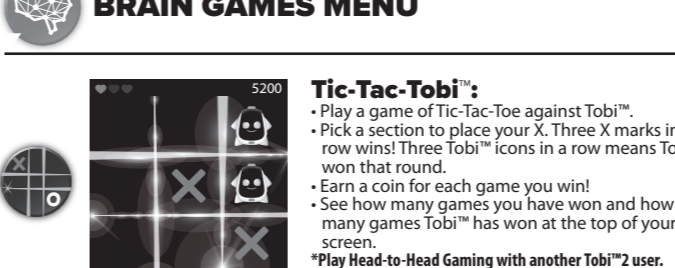 BRAIN GAMES MENU
5200
Tic-Tac-Tobi™:
• Play a game of Tic-Tac-Toe against Tobi™.
• Pick a section to place your X. Three X marks in
row wins! Three Tobi™ icons in a row means To
won that round.
• Earn a coin for each game you win!
• See how many games you have won and how
many games Tobi™ has won at the top of your
screen.
*Play Head-to-Head Gaming with another Tobi™2 user.
X
O